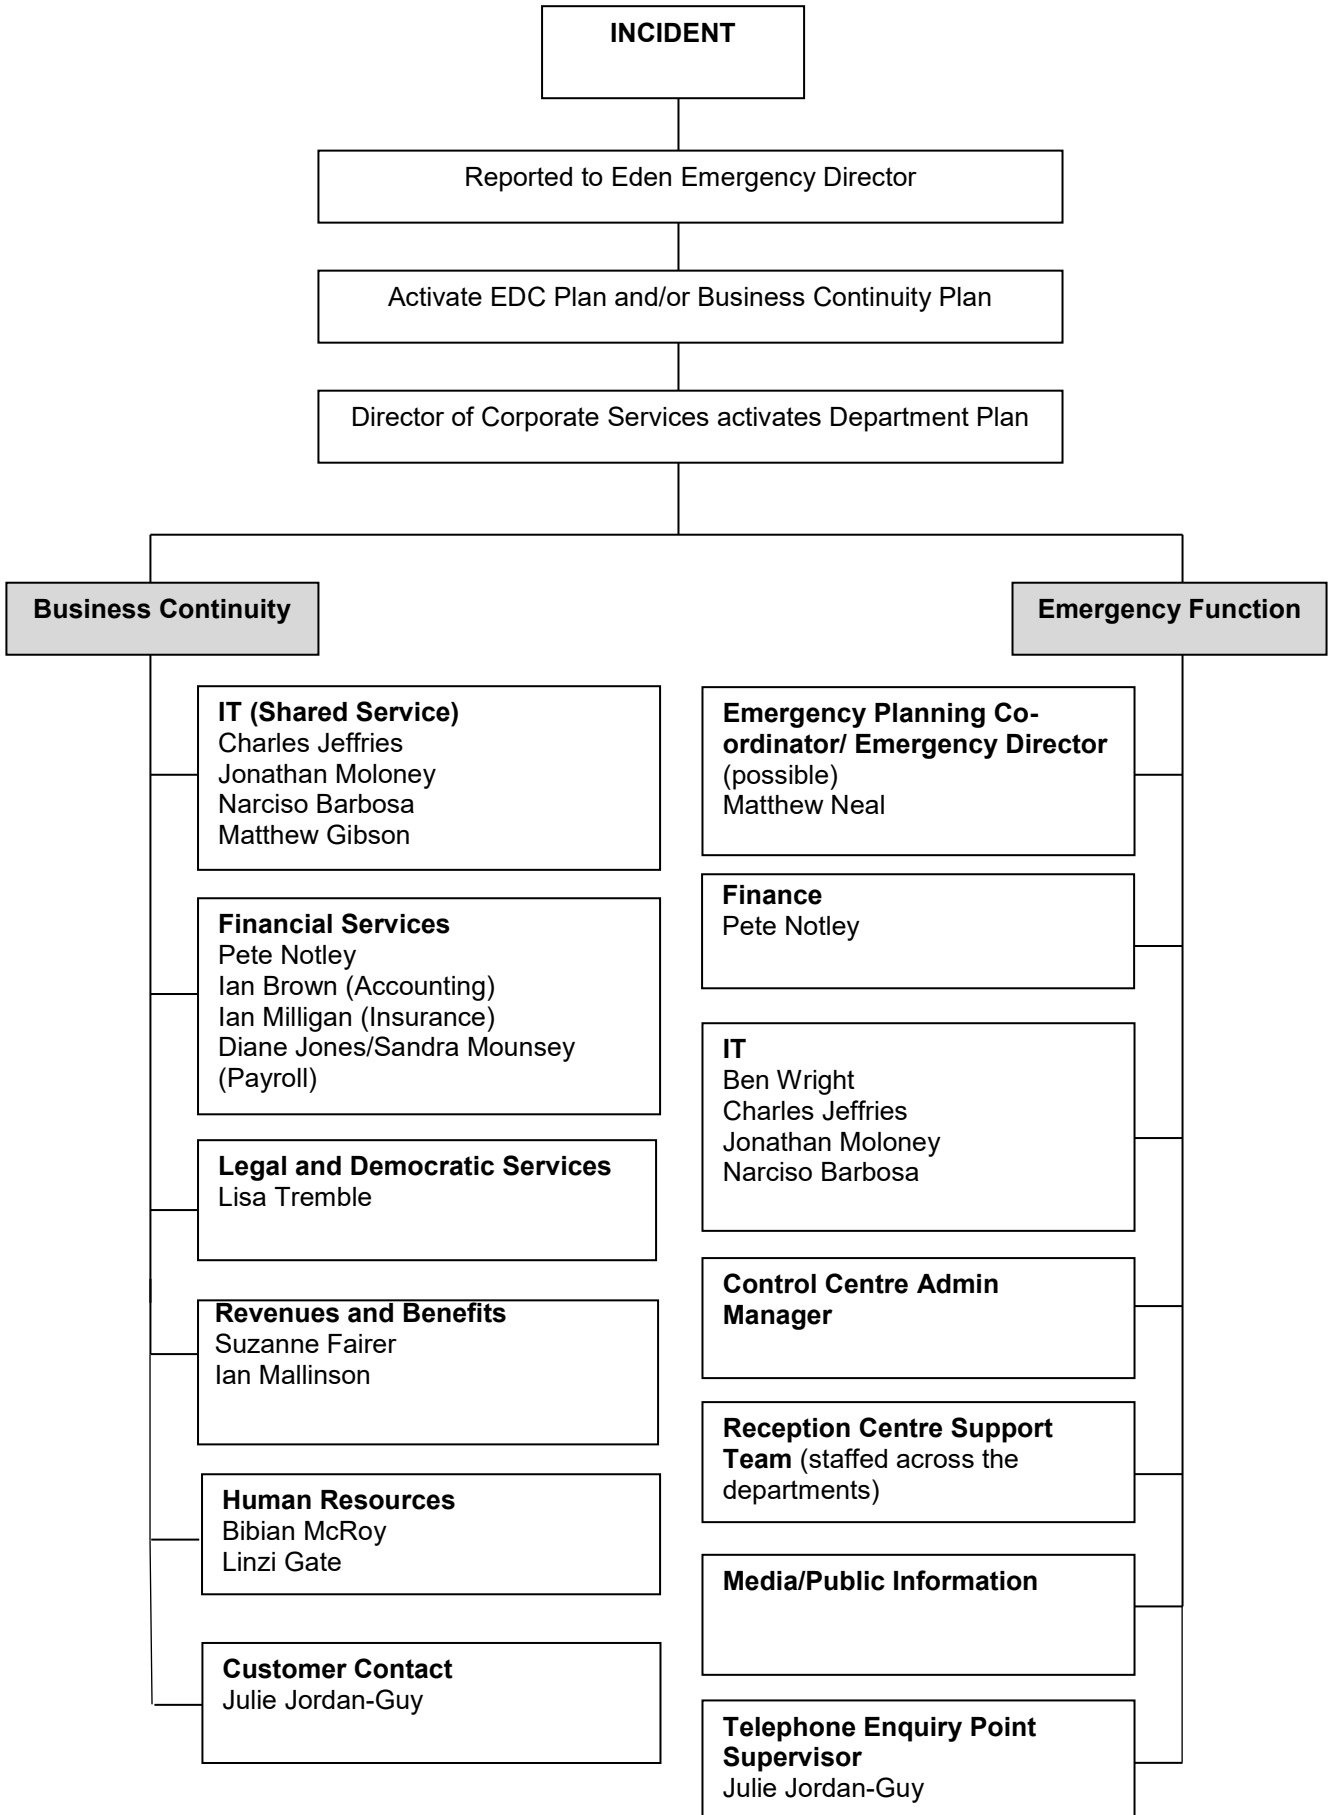 INCIDENT
Reported to Eden Emergency Director
Activate EDC Plan and/or Business Continuity Plan
Director of Corporate Services activates Department Plan
Business Continuity
Emergency Function
IT (Shared Service)
Charles Jeffries
Jonathan Moloney
Narciso Barbosa
Matthew Gibson
Financial Services
Pete Notley
Ian Brown (Accounting)
Ian Milligan (Insurance)
Diane Jones/Sandra Mounsey
(Payroll)
Legal and Democratic Services
Lisa Tremble
Revenues and Benefits
Suzanne Fairer
Ian Mallinson
Human Resources
Bibian McRoy
Linzi Gate
Customer Contact
Julie Jordan-Guy
Emergency Planning Co-
ordinator/ Emergency Director
(possible)
Matthew Neal
Finance
Pete Notley
IT
Ben Wright
Charles Jeffries
Jonathan Moloney
Narciso Barbosa
Control Centre Admin
Manager
Reception Centre Support
Team (staffed across the
departments)
Media/Public Information
Telephone Enquiry Point
Supervisor
Julie Jordan-Guy